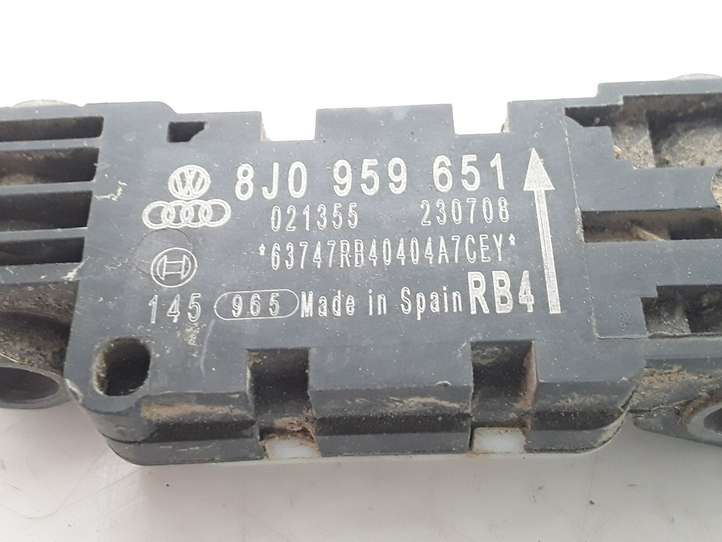 8J0 959 651
021355 230708
*63747RB40404A7CEY*
145 965 Made in Spain RB4